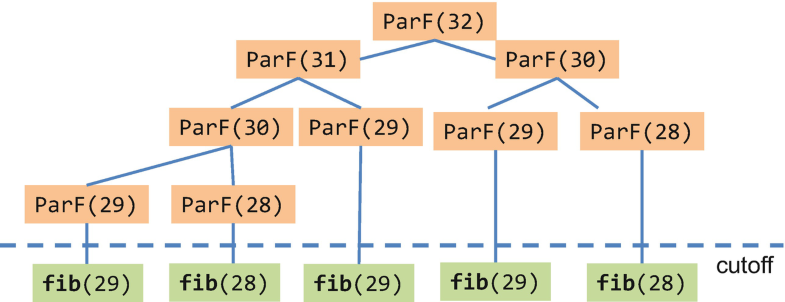 ParF(32)
ParF(31)
ParF(30)
ParF(30)
ParF(29)
ParF(29)
ParF(28)
ParF(29)
ParF(28)
cutoff
fib(29)
fib(28)
fib(29)
fib(29)
fib(28)